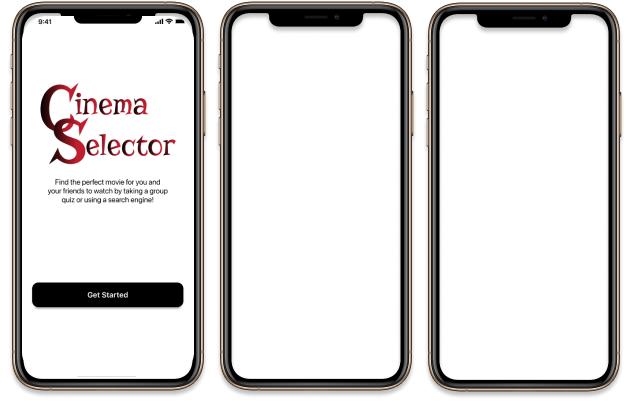 9:41
Cinema
Selector
Find the perfect movie for you and
your friends to watch by taking a group
quiz or using a search engine!
Get Started